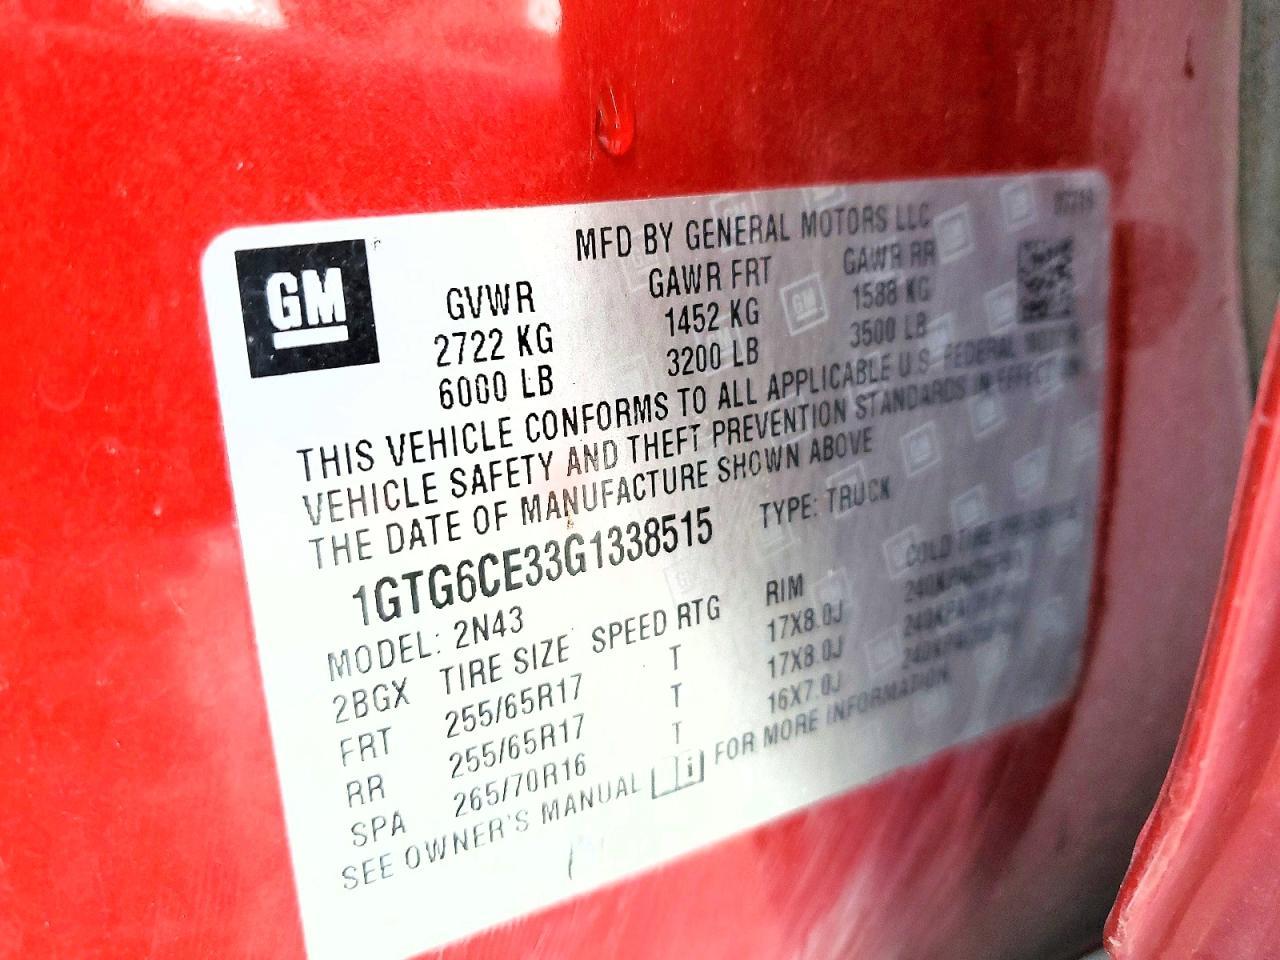 MFD BY GENERAL MOTORS LLC
GM
GVWR GAWR FRT GAWR RR
2722 KG 1452 KG 1588 KG
6000 LB 3200 LB 3500 LB
THIS VEHICLE CONFORMS TO ALL APPLICABLE U.S. FEDERAL MOTOR
VEHICLE SAFETY AND THEFT PREVENTION STANDARDS IN EFFECT ON
THE DATE OF MANUFACTURE SHOWN ABOVE
1GTG6CE33G1338515 TYPE: TRUCK
MODEL: 2N43
2BGX TIRE SIZE SPEED RTG RIM COLD TIRE PRESSURE
FRT 255/65R17 T 17X8.0J
RR 255/65R17 T 17X8.0J
SPA 265/70R16 T 16X7.0J
SEE OWNER'S MANUAL i FOR MORE INFORMATION